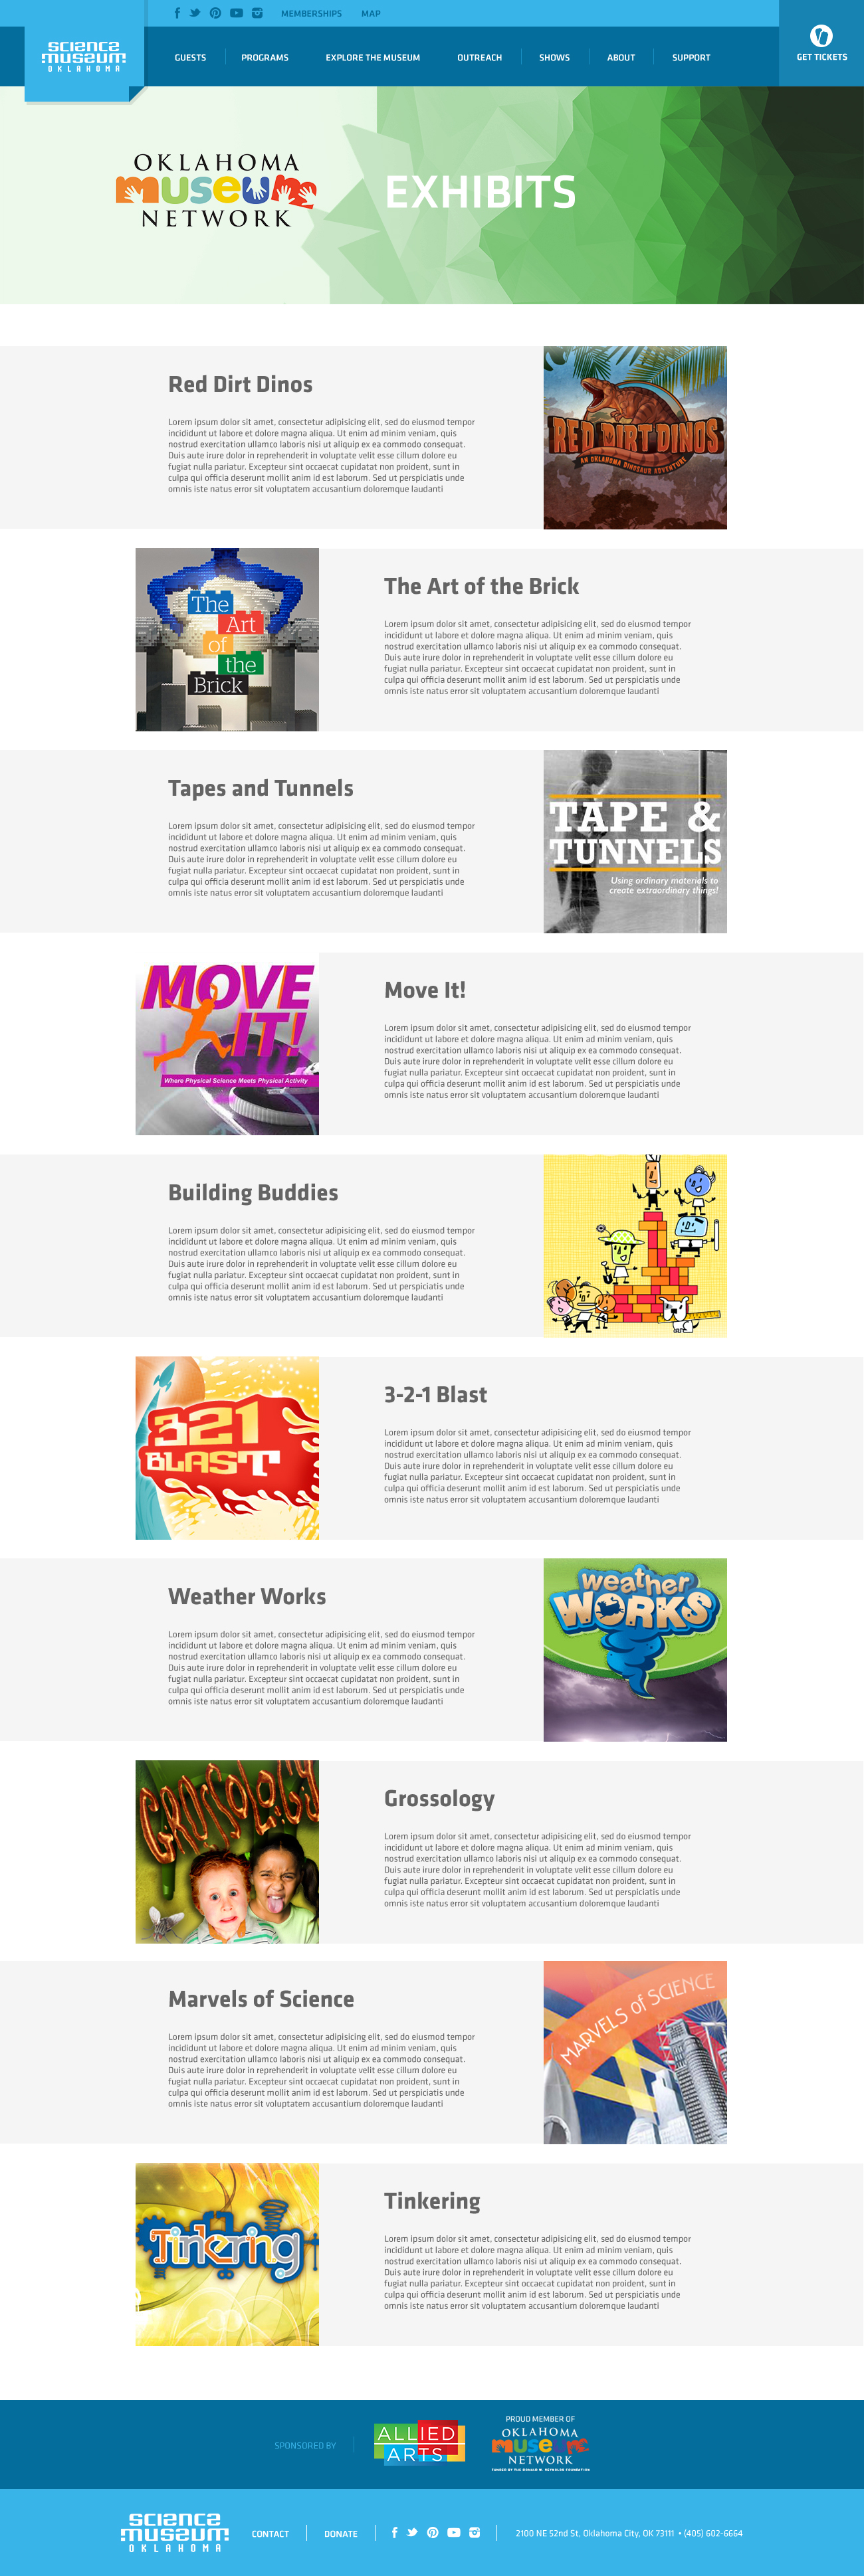 MEMBERSHIPS MAP
science
museum
OKLAHOMA
GUESTS PROGRAMS EXPLORE THE MUSEUM OUTREACH SHOWS ABOUT SUPPORT
GET TICKETS
OKLAHOMA
museum
NETWORK
EXHIBITS
Red Dirt Dinos
Lorem ipsum dolor sit amet, consectetur adipisicing elit, sed do eiusmod tempor
incididunt ut labore et dolore magna aliqua. Ut enim ad minim veniam, quis
nostrud exercitation ullamco laboris nisi ut aliquip ex ea commodo consequat.
Duis aute irure dolor in reprehenderit in voluptate velit esse cillum dolore eu
fugiat nulla pariatur. Excepteur sint occaecat cupidatat non proident, sunt in
culpa qui officia deserunt mollit anim id est laborum. Sed ut perspiciatis unde
omnis iste natus error sit voluptatem accusantium doloremque laudanti
RED DIRT DINOS
AN OKLAHOMA DINOSAUR ADVENTURE
The
Art
of
the
Brick
The Art of the Brick
Lorem ipsum dolor sit amet, consectetur adipisicing elit, sed do eiusmod tempor
incididunt ut labore et dolore magna aliqua. Ut enim ad minim veniam, quis
nostrud exercitation ullamco laboris nisi ut aliquip ex ea commodo consequat.
Duis aute irure dolor in reprehenderit in voluptate velit esse cillum dolore eu
fugiat nulla pariatur. Excepteur sint occaecat cupidatat non proident, sunt in
culpa qui officia deserunt mollit anim id est laborum. Sed ut perspiciatis unde
omnis iste natus error sit voluptatem accusantium doloremque laudanti
Tapes and Tunnels
Lorem ipsum dolor sit amet, consectetur adipisicing elit, sed do eiusmod tempor
incididunt ut labore et dolore magna aliqua. Ut enim ad minim veniam, quis
nostrud exercitation ullamco laboris nisi ut aliquip ex ea commodo consequat.
Duis aute irure dolor in reprehenderit in voluptate velit esse cillum dolore eu
fugiat nulla pariatur. Excepteur sint occaecat cupidatat non proident, sunt in
culpa qui officia deserunt mollit anim id est laborum. Sed ut perspiciatis unde
omnis iste natus error sit voluptatem accusantium doloremque laudanti
TAPE &
TUNNELS
Using ordinary materials to
create extraordinary things!
MOVE
IT!
Where Physical Science Meets Physical Activity
Move It!
Lorem ipsum dolor sit amet, consectetur adipisicing elit, sed do eiusmod tempor
incididunt ut labore et dolore magna aliqua. Ut enim ad minim veniam, quis
nostrud exercitation ullamco laboris nisi ut aliquip ex ea commodo consequat.
Duis aute irure dolor in reprehenderit in voluptate velit esse cillum dolore eu
fugiat nulla pariatur. Excepteur sint occaecat cupidatat non proident, sunt in
culpa qui officia deserunt mollit anim id est laborum. Sed ut perspiciatis unde
omnis iste natus error sit voluptatem accusantium doloremque laudanti
Building Buddies
Lorem ipsum dolor sit amet, consectetur adipisicing elit, sed do eiusmod tempor
incididunt ut labore et dolore magna aliqua. Ut enim ad minim veniam, quis
nostrud exercitation ullamco laboris nisi ut aliquip ex ea commodo consequat.
Duis aute irure dolor in reprehenderit in voluptate velit esse cillum dolore eu
fugiat nulla pariatur. Excepteur sint occaecat cupidatat non proident, sunt in
culpa qui officia deserunt mollit anim id est laborum. Sed ut perspiciatis unde
omnis iste natus error sit voluptatem accusantium doloremque laudanti
321
BLAST
3-2-1 Blast
Lorem ipsum dolor sit amet, consectetur adipisicing elit, sed do eiusmod tempor
incididunt ut labore et dolore magna aliqua. Ut enim ad minim veniam, quis
nostrud exercitation ullamco laboris nisi ut aliquip ex ea commodo consequat.
Duis aute irure dolor in reprehenderit in voluptate velit esse cillum dolore eu
fugiat nulla pariatur. Excepteur sint occaecat cupidatat non proident, sunt in
culpa qui officia deserunt mollit anim id est laborum. Sed ut perspiciatis unde
omnis iste natus error sit voluptatem accusantium doloremque laudanti
Weather Works
Lorem ipsum dolor sit amet, consectetur adipisicing elit, sed do eiusmod tempor
incididunt ut labore et dolore magna aliqua. Ut enim ad minim veniam, quis
nostrud exercitation ullamco laboris nisi ut aliquip ex ea commodo consequat.
Duis aute irure dolor in reprehenderit in voluptate velit esse cillum dolore eu
fugiat nulla pariatur. Excepteur sint occaecat cupidatat non proident, sunt in
culpa qui officia deserunt mollit anim id est laborum. Sed ut perspiciatis unde
omnis iste natus error sit voluptatem accusantium doloremque laudanti
weather
WORKS
GROSSOLOGY
Grossology
Lorem ipsum dolor sit amet, consectetur adipisicing elit, sed do eiusmod tempor
incididunt ut labore et dolore magna aliqua. Ut enim ad minim veniam, quis
nostrud exercitation ullamco laboris nisi ut aliquip ex ea commodo consequat.
Duis aute irure dolor in reprehenderit in voluptate velit esse cillum dolore eu
fugiat nulla pariatur. Excepteur sint occaecat cupidatat non proident, sunt in
culpa qui officia deserunt mollit anim id est laborum. Sed ut perspiciatis unde
omnis iste natus error sit voluptatem accusantium doloremque laudanti
Marvels of Science
Lorem ipsum dolor sit amet, consectetur adipisicing elit, sed do eiusmod tempor
incididunt ut labore et dolore magna aliqua. Ut enim ad minim veniam, quis
nostrud exercitation ullamco laboris nisi ut aliquip ex ea commodo consequat.
Duis aute irure dolor in reprehenderit in voluptate velit esse cillum dolore eu
fugiat nulla pariatur. Excepteur sint occaecat cupidatat non proident, sunt in
culpa qui officia deserunt mollit anim id est laborum. Sed ut perspiciatis unde
omnis iste natus error sit voluptatem accusantium doloremque laudanti
MARVELS of SCIENCE
Tinkering
Tinkering
Lorem ipsum dolor sit amet, consectetur adipisicing elit, sed do eiusmod tempor
incididunt ut labore et dolore magna aliqua. Ut enim ad minim veniam, quis
nostrud exercitation ullamco laboris nisi ut aliquip ex ea commodo consequat.
Duis aute irure dolor in reprehenderit in voluptate velit esse cillum dolore eu
fugiat nulla pariatur. Excepteur sint occaecat cupidatat non proident, sunt in
culpa qui officia deserunt mollit anim id est laborum. Sed ut perspiciatis unde
omnis iste natus error sit voluptatem accusantium doloremque laudanti
SPONSORED BY
ALLIED
ARTS
PROUD MEMBER OF
OKLAHOMA
museum
NETWORK
FUNDED BY THE DONALD W. REYNOLDS FOUNDATION
science
museum
OKLAHOMA
CONTACT DONATE
2100 NE 52nd St, Oklahoma City, OK 73111 • (405) 602-6664